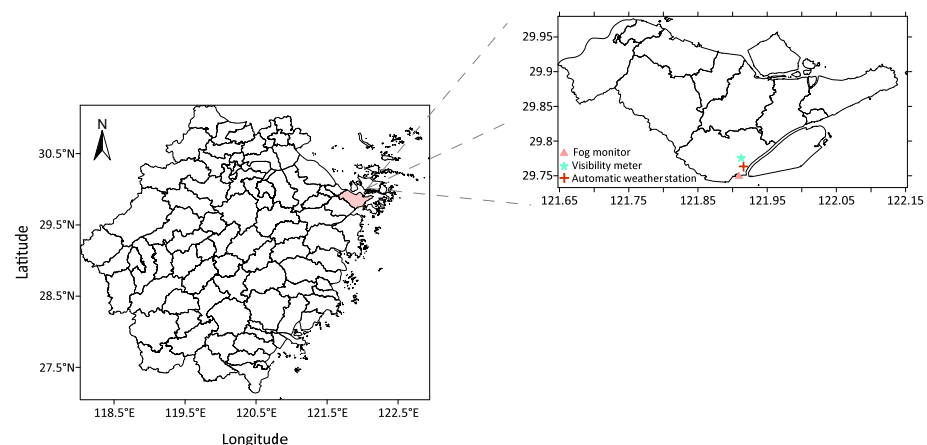 N
30.5°N
29.5°N
28.5°N
27.5°N
Latitude
118.5°E
119.5°E
120.5°E
121.5°E
122.5°E
Longitude
29.95
29.9
29.85
29.8
29.75
Fog monitor
Visibility meter
Automatic weather station
121.65
121.75
121.85
121.95
122.05
122.15